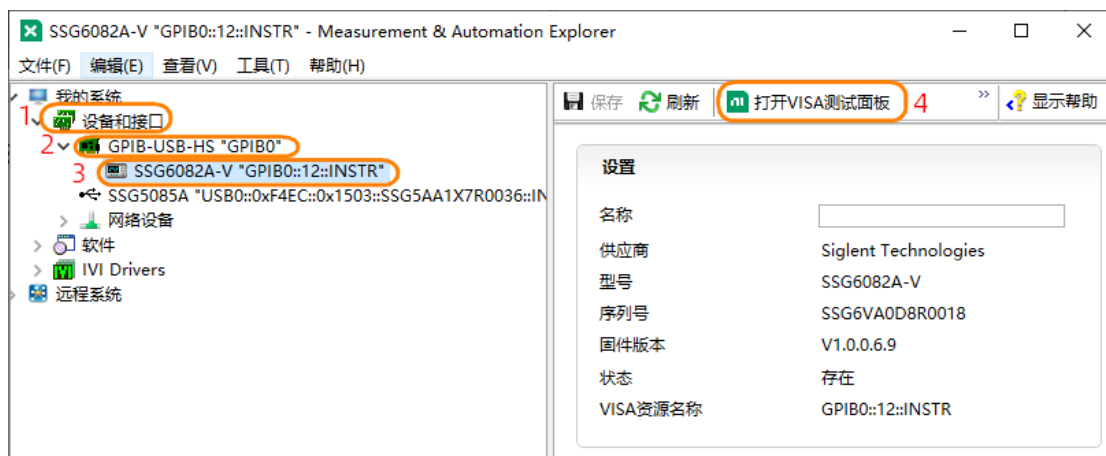 SSG6082A-V "GPIB0::12::INSTR" - Measurement & Automation Explorer
文件(F) 编辑(E) 查看(V) 工具(T) 帮助(H)
我的系统
1 设备和接口
2 GPIB-USB-HS "GPIB0"
3 SSG6082A-V "GPIB0::12::INSTR"
SSG5085A "USB0::0xF4EC::0x1503::SSG5AA1X7R0036::IN
网络设备
软件
IVI Drivers
远程系统
保存 刷新 打开VISA测试面板 4 » 显示帮助
设置
名称
供应商 Siglent Technologies
型号 SSG6082A-V
序列号 SSG6VA0D8R0018
固件版本 V1.0.0.6.9
状态 存在
VISA资源名称 GPIB0::12::INSTR